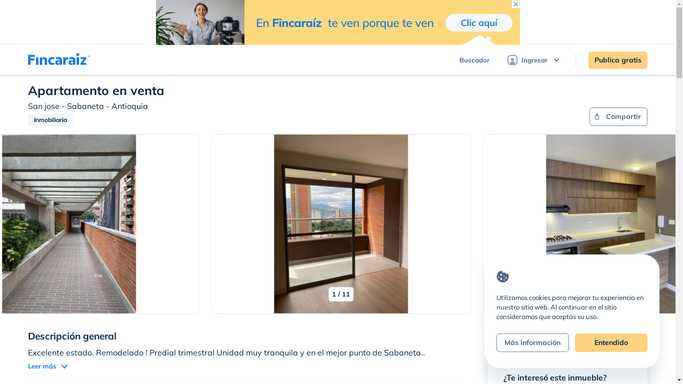 En Fincaraíz te ven porque te ven
Clic aquí
Fincaraiz
Buscador
Ingresar
Publica gratis
Apartamento en venta
San jose - Sabaneta - Antioquia
Inmobiliaria
Compartir
1 / 11
Utilizamos cookies para mejorar tu experiencia en
nuestro sitio web. Al continuar en el sitio
consideramos que aceptas su uso.
Más información
Entendido
Descripción general
Excelente estado. Remodelado ! Predial trimestral Unidad muy tranquila y en el mejor punto de Sabaneta..
Leer más
¿Te interesó este inmueble?